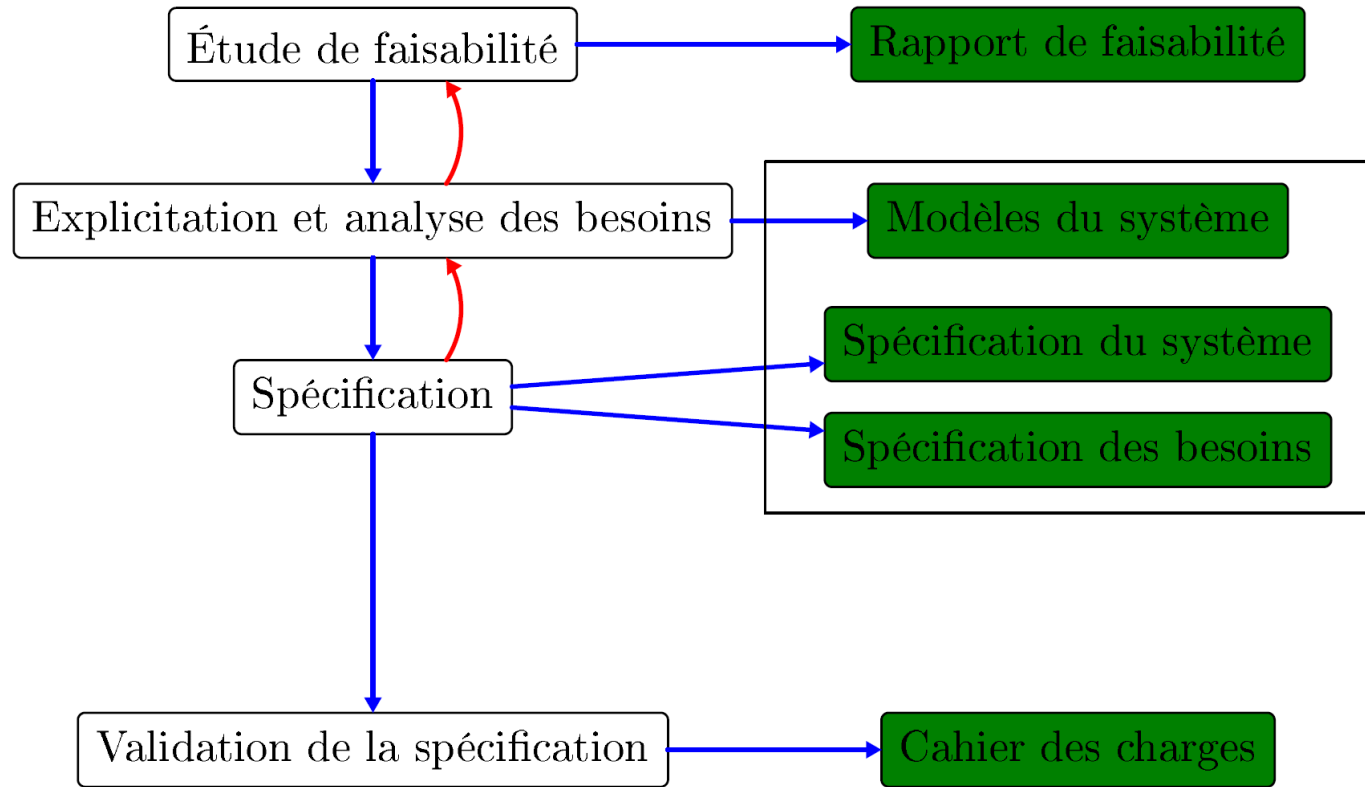 Étude de faisabilité
Rapport de faisabilité
Explicitation et analyse des besoins
Modèles du système
Spécification du système
Spécification
Spécification des besoins
Validation de la spécification
Cahier des charges